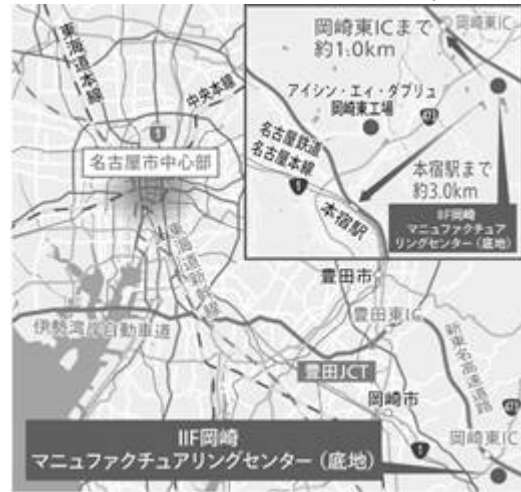 東海道本線
中央本線
1
名古屋市中心部
東海道新幹線
伊勢湾岸自動車道
岡崎東ICまで
約1.0km
岡崎東IC
アイシン・エィ・ダブリュ
岡崎東工場
473
名古屋鉄道
名古屋本線
1
本宿駅
本宿駅まで
約3.0km
IIF岡崎
マニュファクチュア
リングセンター（底地）
豊田市
豊田東IC
新東名高速道路
豊田JCT
岡崎市
473
岡崎東IC
1
IIF岡崎
マニュファクチュアリングセンター（底地）